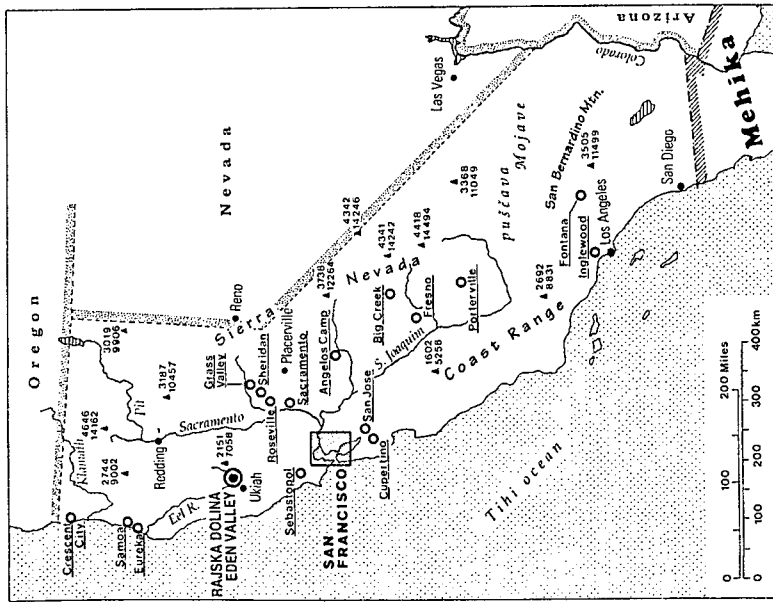 Oregon
Nevada
Arizona
Mehika
Tihi ocean
Crescent
City
Klamath
4646
14162
2744
9002
3019
9906
Pit
3187
10457
Samoa
Eureka
Redding
Sacramento
Eel R.
2151
7058
RAJSKA DOLINA
EDEN VALLEY
Ukiah
Reno
Sierra
Nevada
Grass
Valley
Sheridan
Roseville
Placerville
Sacramento
Sebastopol
SAN
FRANCISCO
Angelos Camp
3738
12264
4342
14246
San Jose
Cupertino
S. Joaquim
Big Creek
4341
14242
Fresno
4418
14494
1602
5258
Porterville
Coast Range
3368
11049
Las Vegas
puščava
Mojave
Colorado
2692
8831
San Bernardino Mtn.
3505
11499
Fontana
Inglewood
Los Angeles
San Diego
0 100 200 Miles
0 100 200 300 400 km